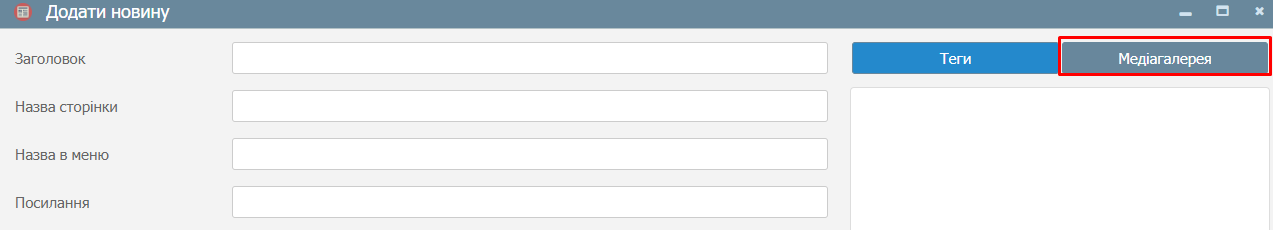 Додати новину
Заголовок
Теги
Медіагалерея
Назва сторінки
Назва в меню
Посилання